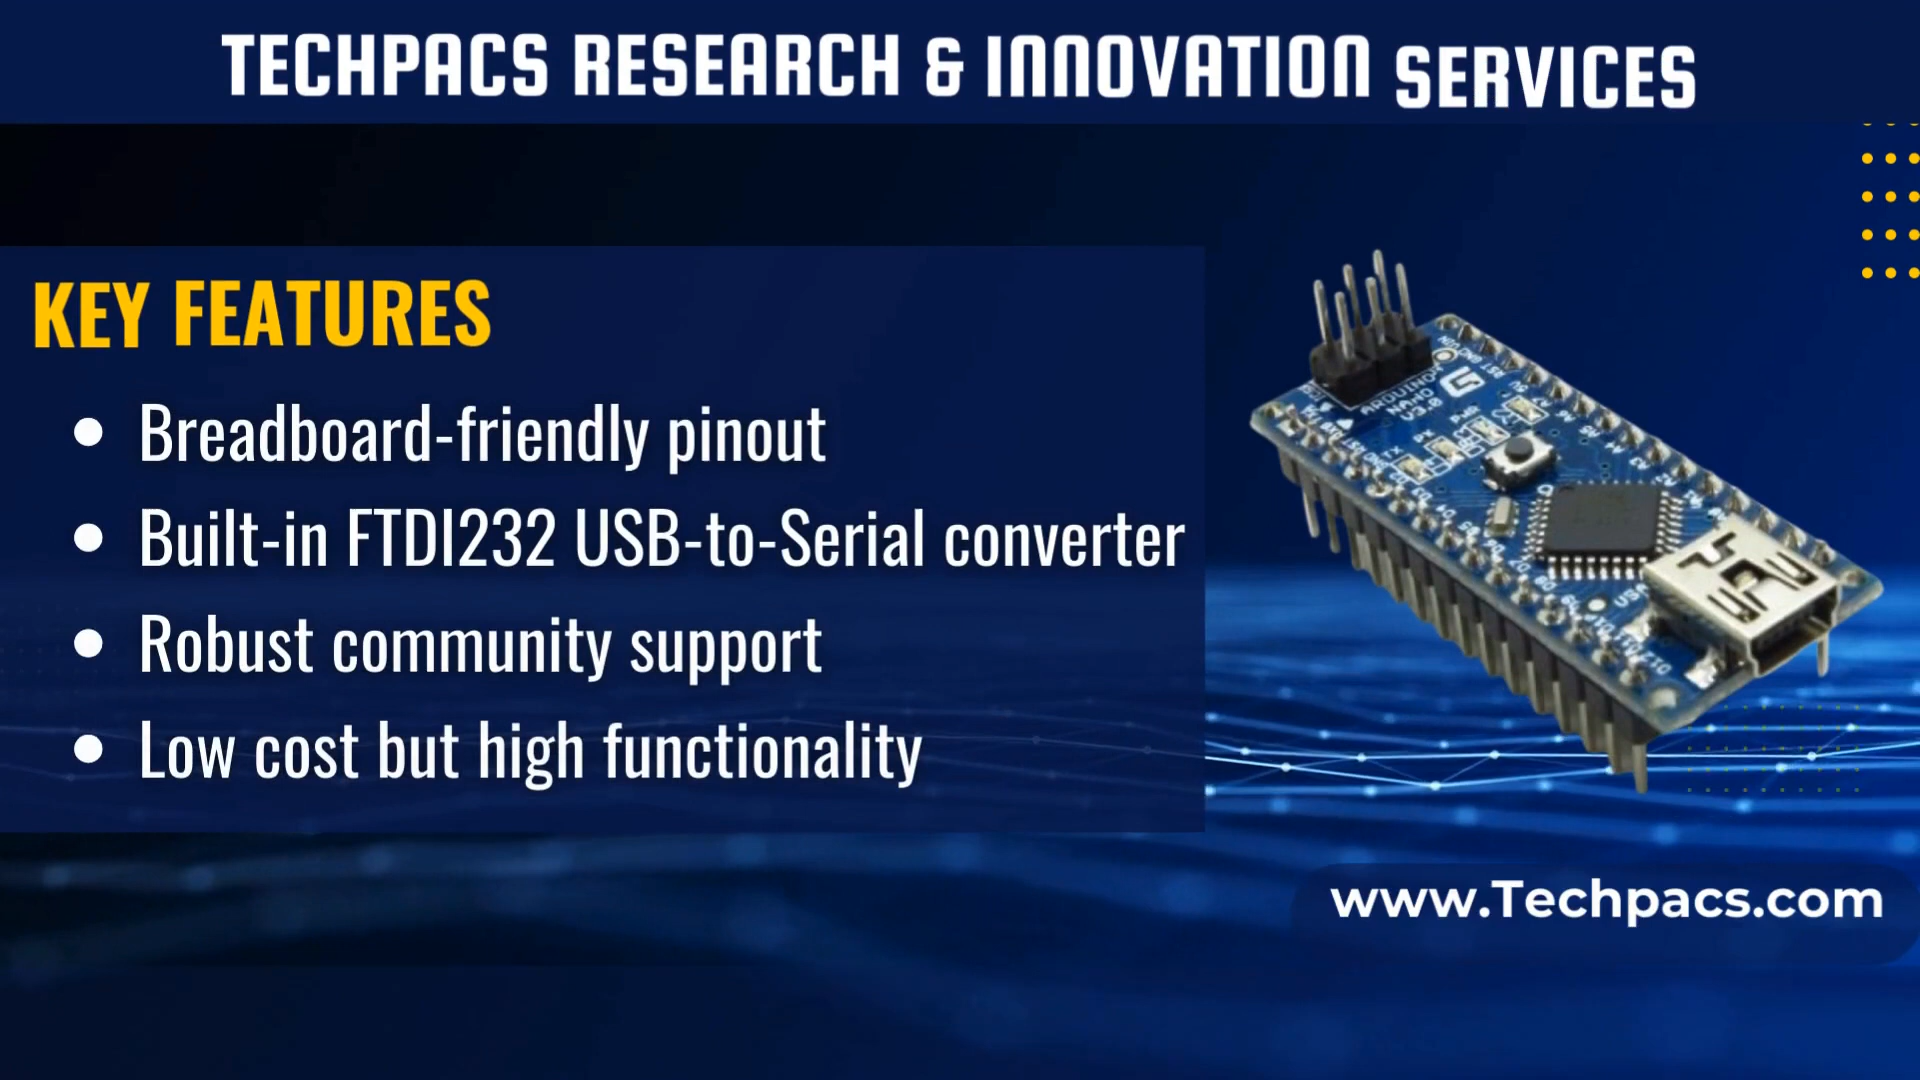 TECHPACS RESEARCH & INNOVATION SERVICES
KEY FEATURES
Breadboard-friendly pinout
Built-in FTDI232 USB-to-Serial converter
Robust community support
Low cost but high functionality
ARDUINO
NANO
V3.0
www.Techpacs.com